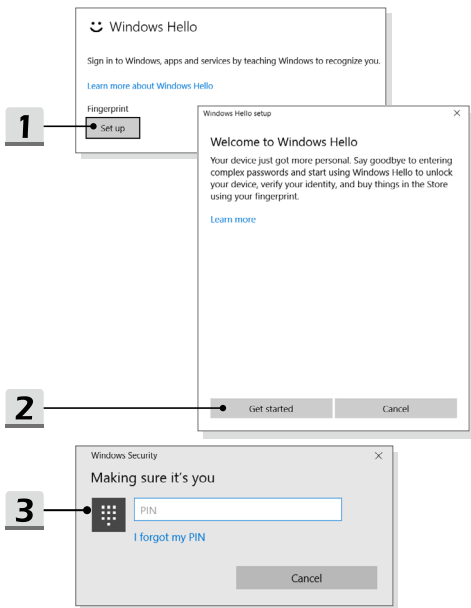 Windows Hello
Sign in to Windows, apps and services by teaching Windows to recognize you.
Learn more about Windows Hello
Fingerprint
1
Set up
Windows Hello setup
Welcome to Windows Hello
Your device just got more personal. Say goodbye to entering
complex passwords and start using Windows Hello to unlock
your device, verify your identity, and buy things in the Store
using your fingerprint.
Learn more
2
Get started
Cancel
Windows Security
Making sure it's you
3
PIN
I forgot my PIN
Cancel